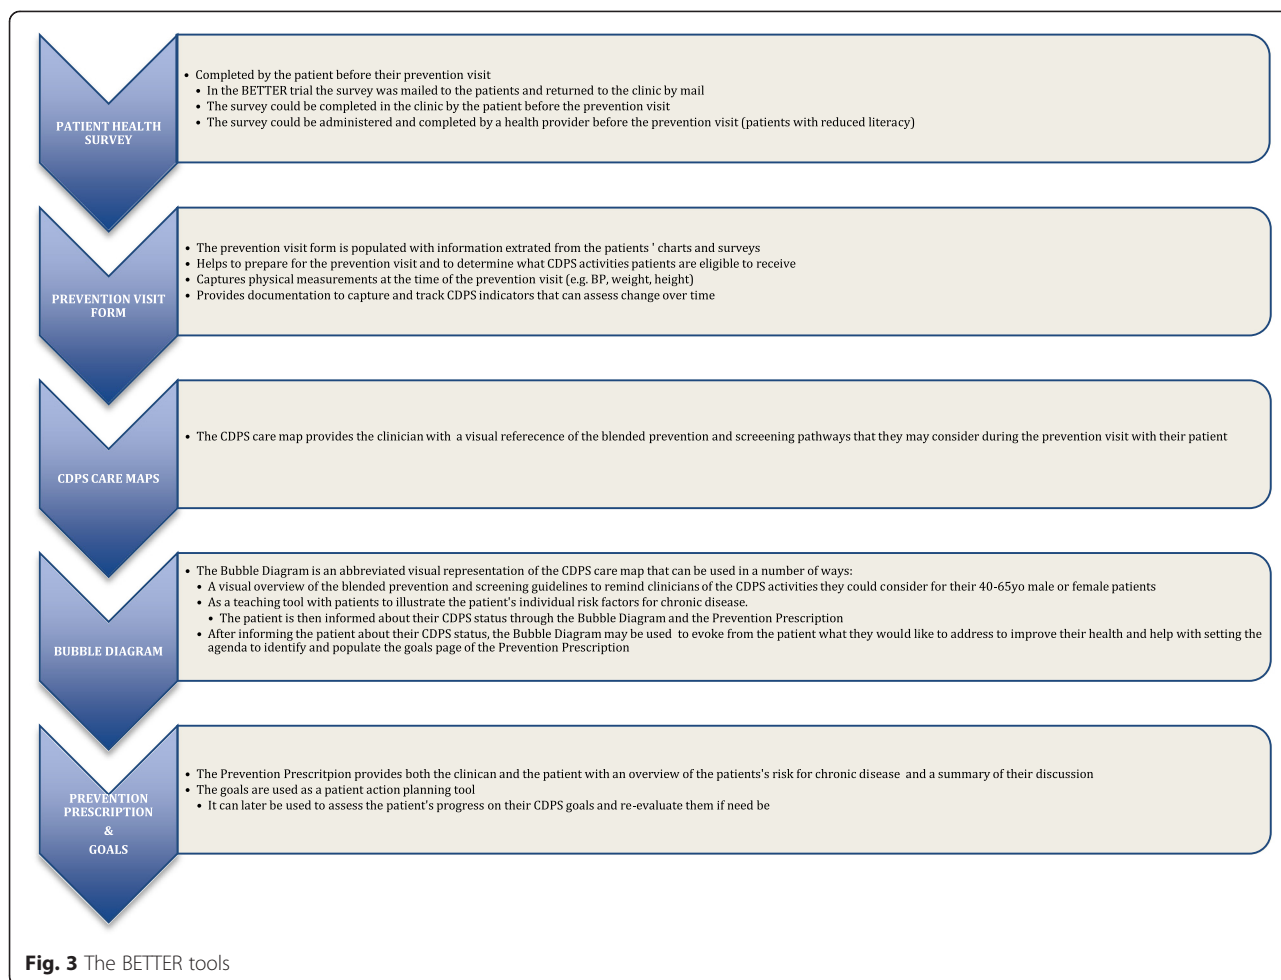 PATIENT HEALTH
SURVEY
• Completed by the patient before their prevention visit
• In the BETTER trial the survey was mailed to the patients and returned to the clinic by mail
• The survey could be completed in the clinic by the patient before the prevention visit
• The survey could be administered and completed by a health provider before the prevention visit (patients with reduced literacy)
PREVENTION VISIT
FORM
• The prevention visit form is populated with information extrated from the patients ' charts and surveys
• Helps to prepare for the prevention visit and to determine what CDPS activities patients are eligible to receive
• Captures physical measurements at the time of the prevention visit (e.g. BP, weight, height)
• Provides documentation to capture and track CDPS indicators that can assess change over time
CDPS CARE MAPS
• The CDPS care map provides the clinician with a visual referecence of the blended prevention and screeening pathways that they may consider during the prevention visit with their patient
BUBBLE DIAGRAM
• The Bubble Diagram is an abbreviated visual representation of the CDPS care map that can be used in a number of ways:
• A visual overview of the blended prevention and screening guidelines to remind clinicians of the CDPS activities they could consider for their 40-65yo male or female patients
• As a teaching tool with patients to illustrate the patient's individual risk factors for chronic disease.
• The patient is then informed about their CDPS status through the Bubble Diagram and the Prevention Prescription
• After informing the patient about their CDPS status, the Bubble Diagram may be used to evoke from the patient what they would like to address to improve their health and help with setting the
agenda to identify and populate the goals page of the Prevention Prescription
PREVENTION
PRESCRIPTION
&
GOALS
• The Prevention Prescritpion provides both the clinican and the patient with an overview of the patients's risk for chronic disease and a summary of their discussion
• The goals are used as a patient action planning tool
• It can later be used to assess the patient's progress on their CDPS goals and re-evaluate them if need be
Fig. 3 The BETTER tools